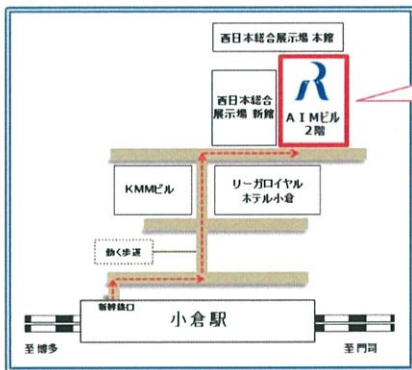 西日本総合展示場 本館
西日本総合
展示場 新館
AIMビル
2階
KMMビル
リーガロイヤル
ホテル小倉
動く歩道
新幹線口
小倉駅
至博多
至門司